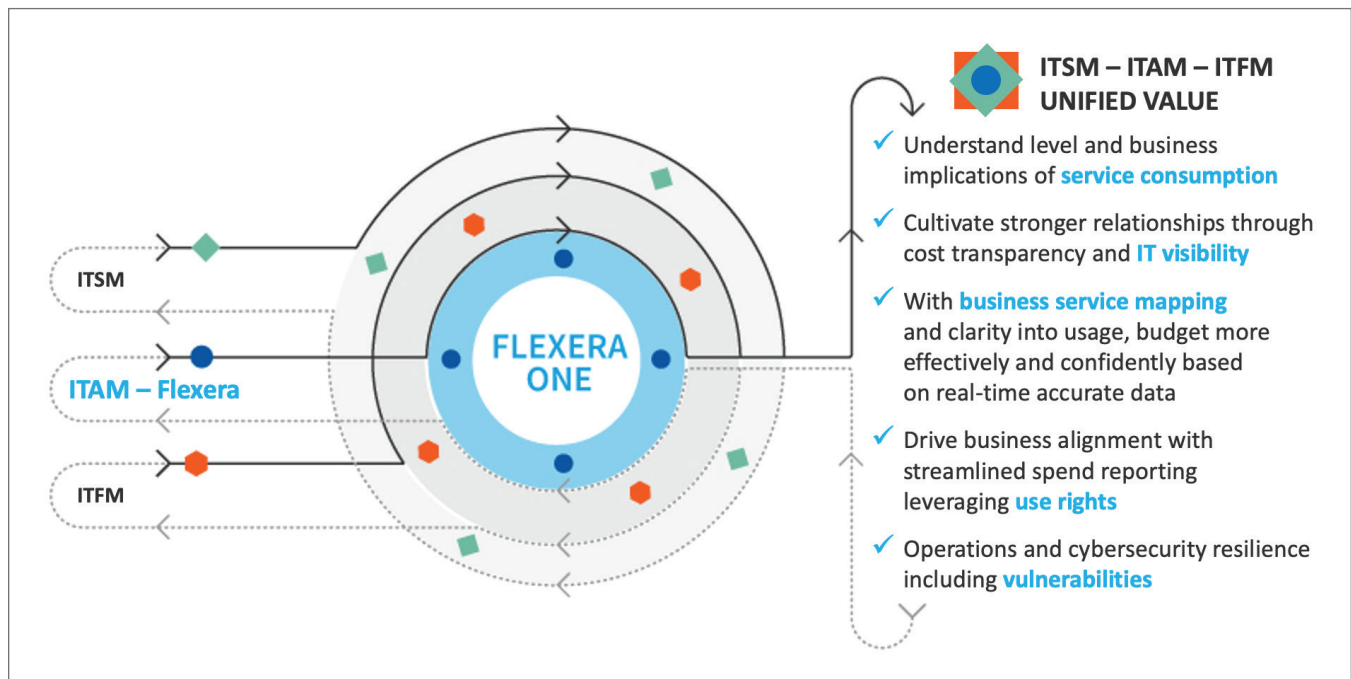 ITSM – ITAM – ITFM
UNIFIED VALUE
Understand level and business
implications of service consumption
Cultivate stronger relationships through
cost transparency and IT visibility
With business service mapping
and clarity into usage, budget more
effectively and confidently based
on real-time accurate data
Drive business alignment with
streamlined spend reporting
leveraging use rights
Operations and cybersecurity resilience
including vulnerabilities
ITSM
ITAM – Flexera
ITFM
FLEXERA
ONE